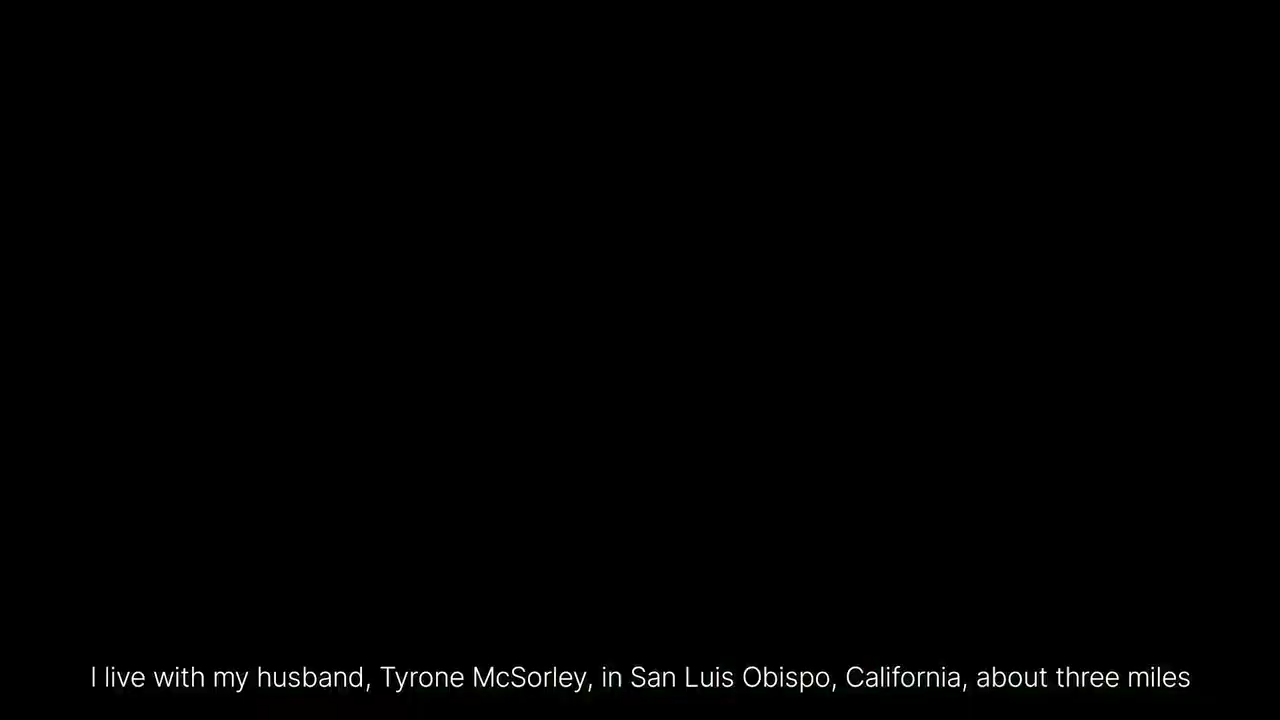 I live with my husband, Tyrone McSorley, in San Luis Obispo, California, about three miles